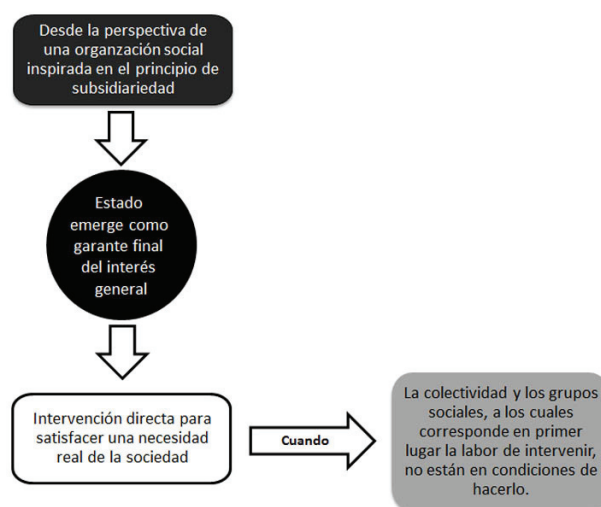 Desde la perspectiva de
una organzación social
inspirada en el principio de
subsidiariedad
Estado
emerge como
garante final
del interés
general
Intervención directa para
satisfacer una necesidad
real de la sociedad
Cuando
La colectividad y los grupos
sociales, a los cuales
corresponde en primer
lugar la labor de intervenir,
no están en condiciones de
hacerlo.